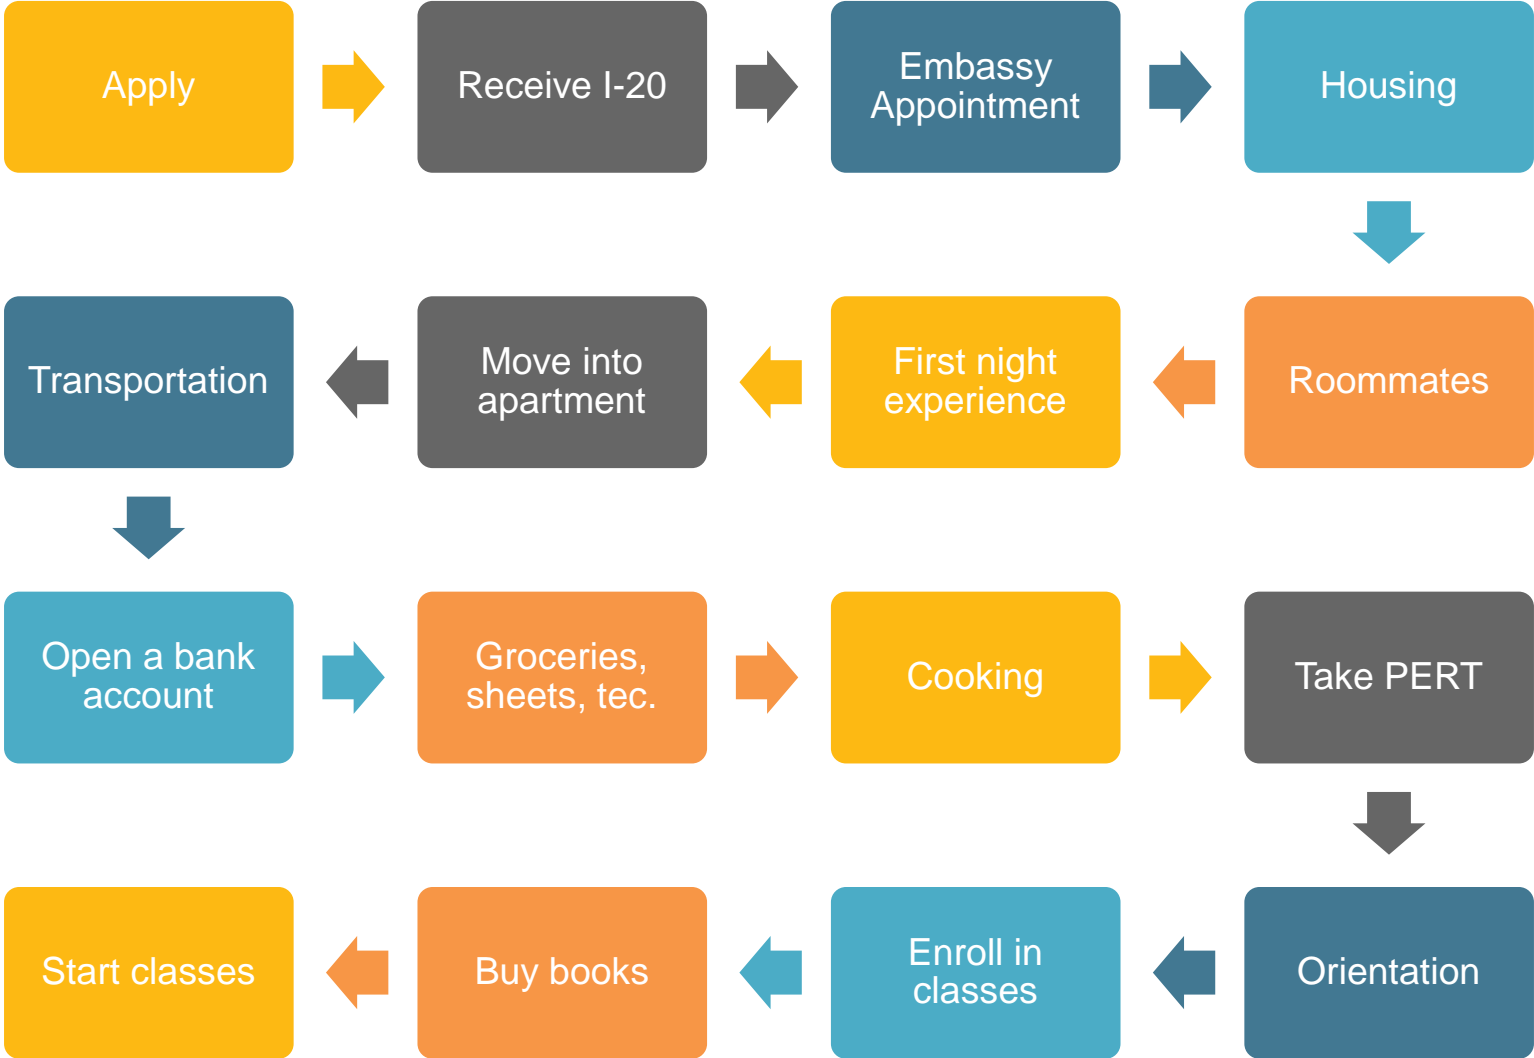 Apply
Receive I-20
Embassy
Appointment
Housing
Roommates
First night
experience
Move into
apartment
Transportation
Open a bank
account
Groceries,
sheets, tec.
Cooking
Take PERT
Orientation
Enroll in
classes
Buy books
Start classes